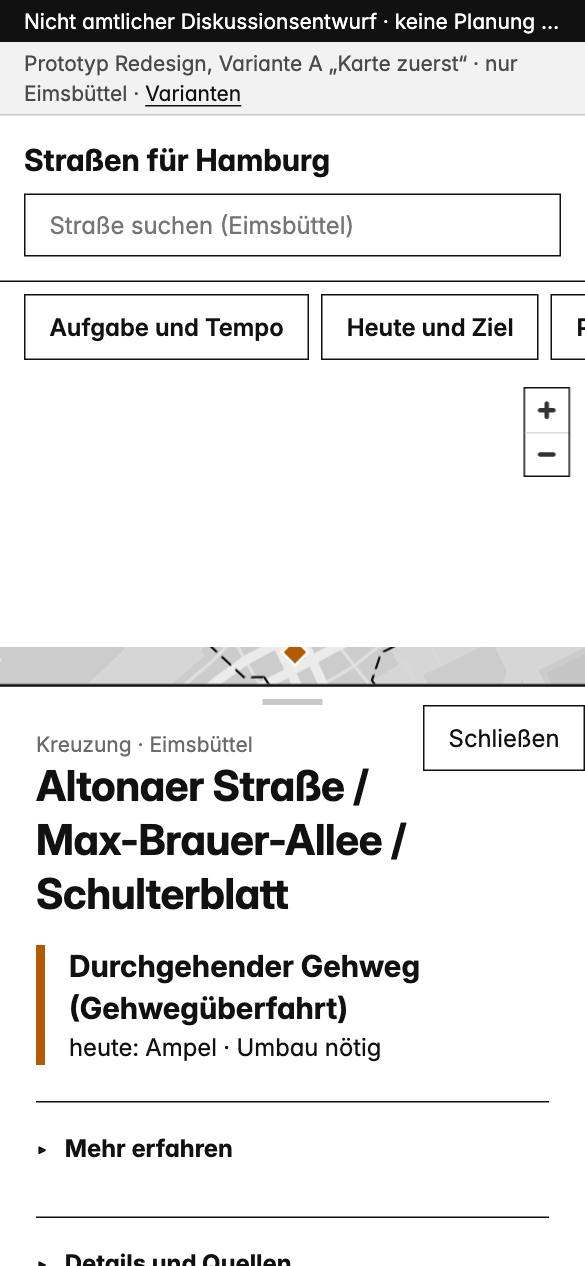 Nicht amtlicher Diskussionsentwurf · keine Planung ...
Prototyp Redesign, Variante A „Karte zuerst“ · nur
Eimsbüttel · Varianten
Straßen für Hamburg
Straße suchen (Eimsbüttel)
Aufgabe und Tempo
Heute und Ziel
+
−
Kreuzung · Eimsbüttel
Schließen
Altonaer Straße /
Max-Brauer-Allee /
Schulterblatt
Durchgehender Gehweg
(Gehwegüberfahrt)
heute: Ampel · Umbau nötig
Mehr erfahren
Details und Quellen